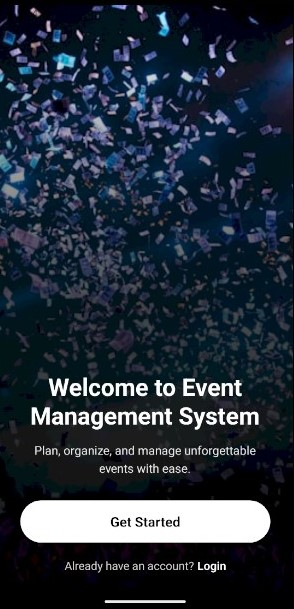 Welcome to Event
Management System
Plan, organize, and manage unforgettable
events with ease.
Get Started
Already have an account? Login